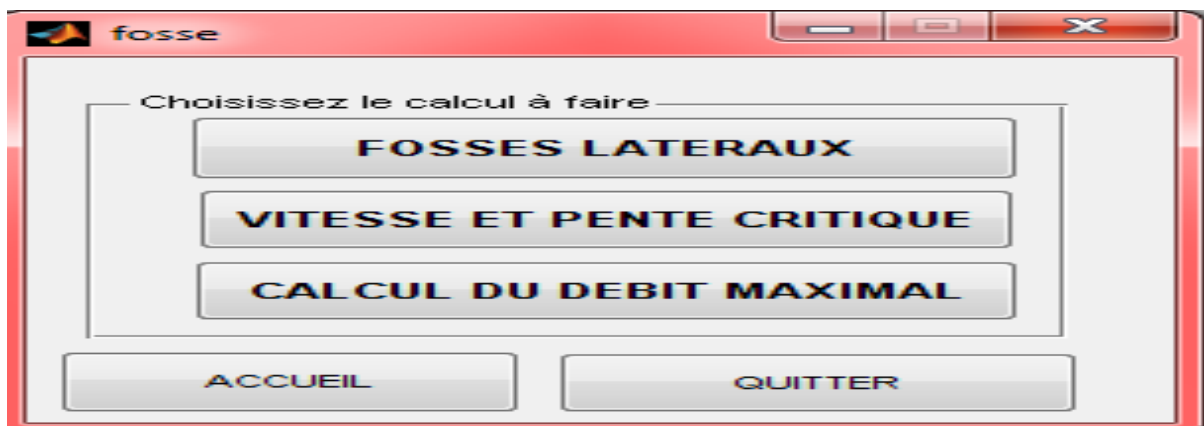 fosse
Choisissez le calcul à faire
FOSSES LATERAUX
VITESSE ET PENTE CRITIQUE
CALCUL DU DEBIT MAXIMAL
ACCUEIL
QUITTER